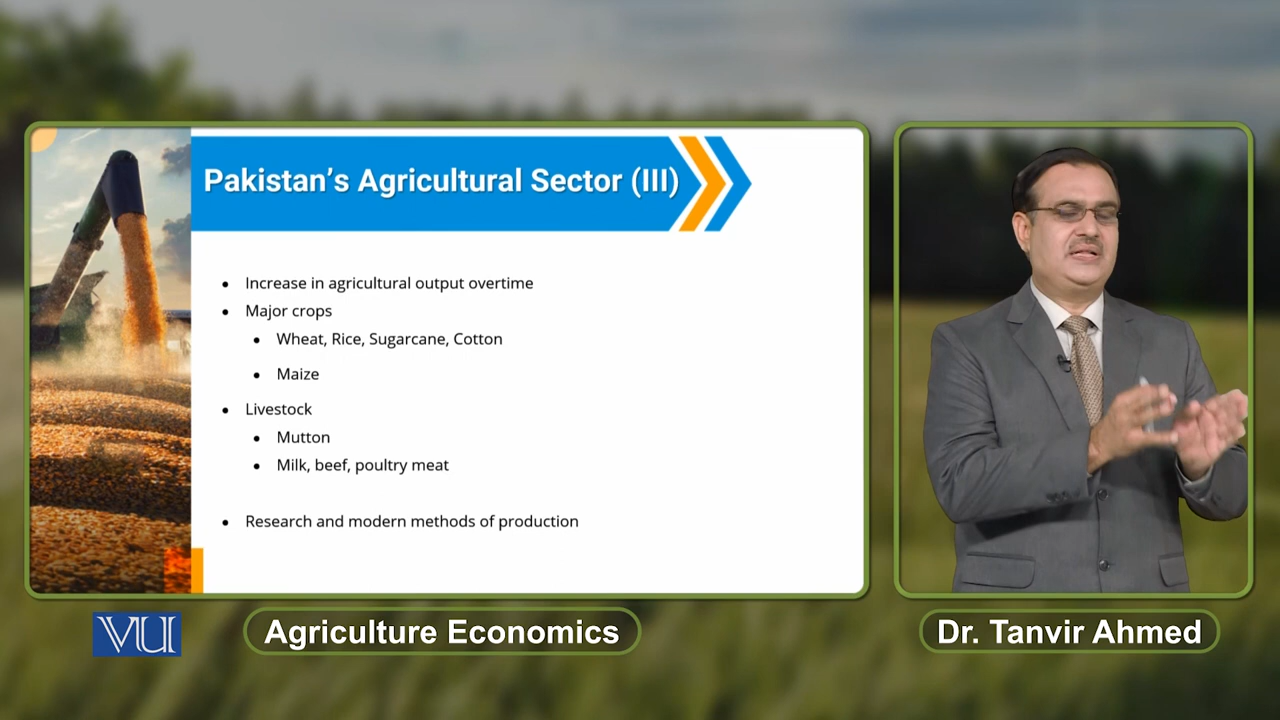 Pakistan's Agricultural Sector (III)
• Increase in agricultural output overtime
• Major crops
• Wheat, Rice, Sugarcane, Cotton
• Maize
• Livestock
• Mutton
• Milk, beef, poultry meat
• Research and modern methods of production
VU
Agriculture Economics
Dr. Tanvir Ahmed